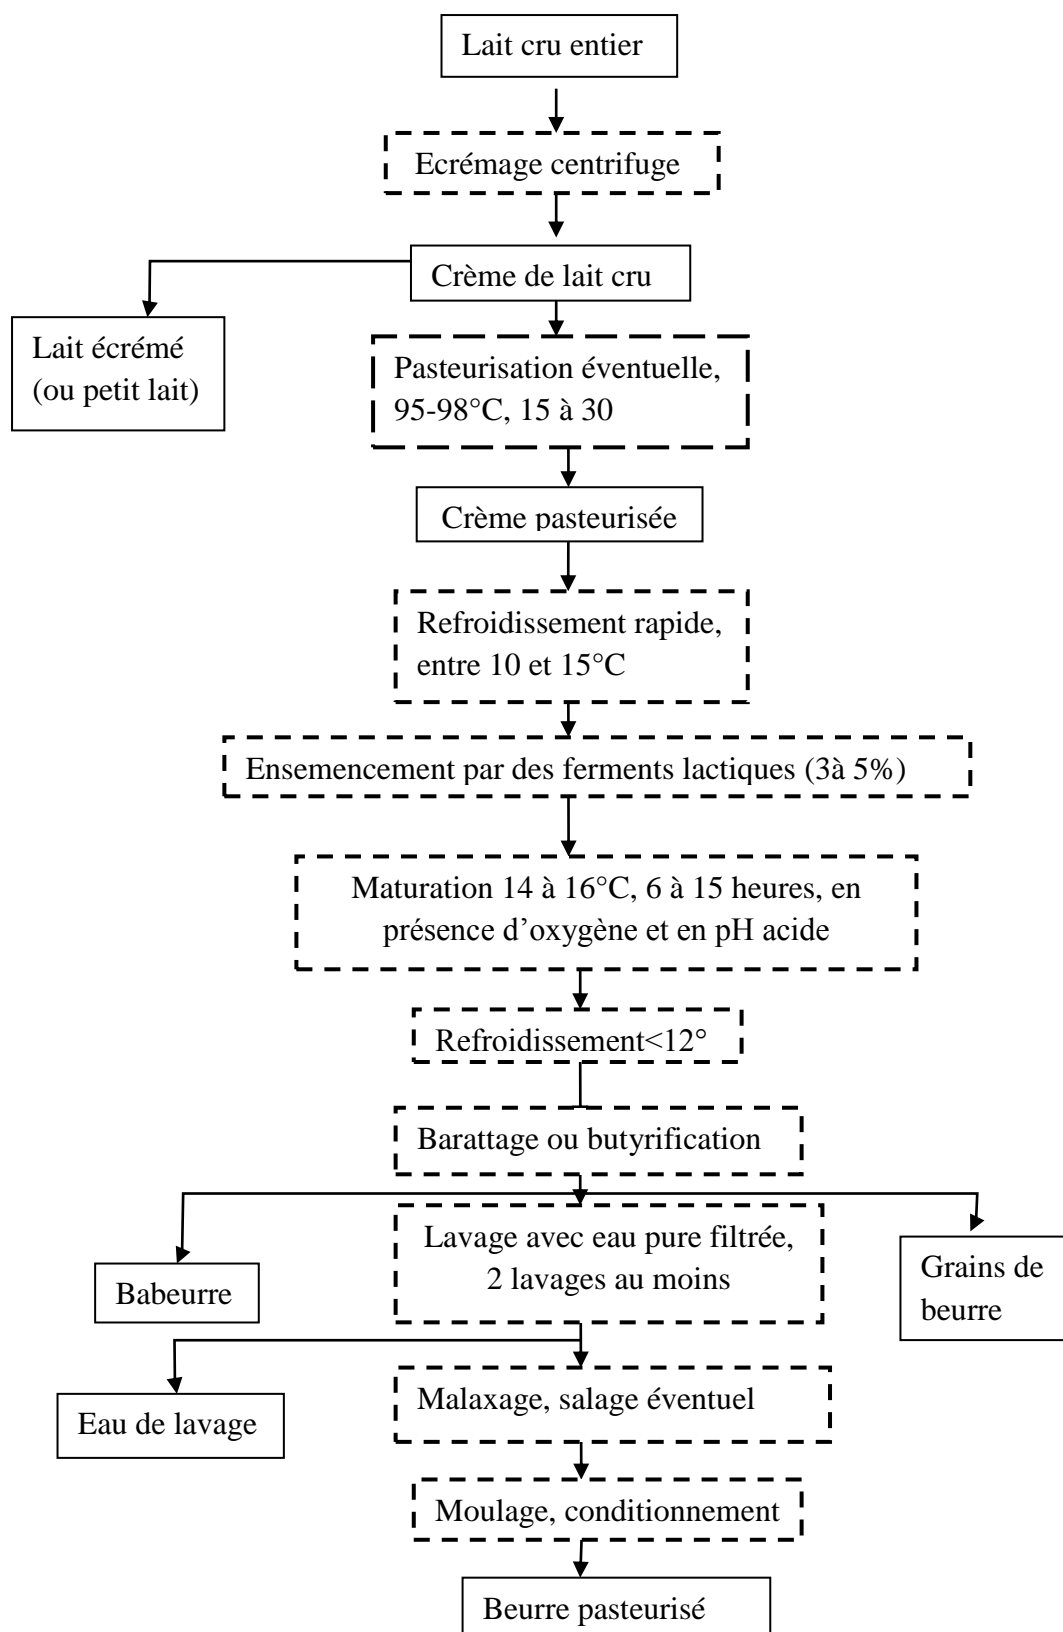 Lait cru entier
Ecrémage centrifuge
Crème de lait cru
Lait écrémé
(ou petit lait)
Pasteurisation éventuelle,
95-98°C, 15 à 30
Crème pasteurisée
Refroidissement rapide,
entre 10 et 15°C
Ensemencement par des ferments lactiques (3à 5%)
Maturation 14 à 16°C, 6 à 15 heures, en
présence d’oxygène et en pH acide
Refroidissement<12°
Barattage ou butyrification
Lavage avec eau pure filtrée,
2 lavages au moins
Babeurre
Grains de
beurre
Malaxage, salage éventuel
Eau de lavage
Moulage, conditionnement
Beurre pasteurisé